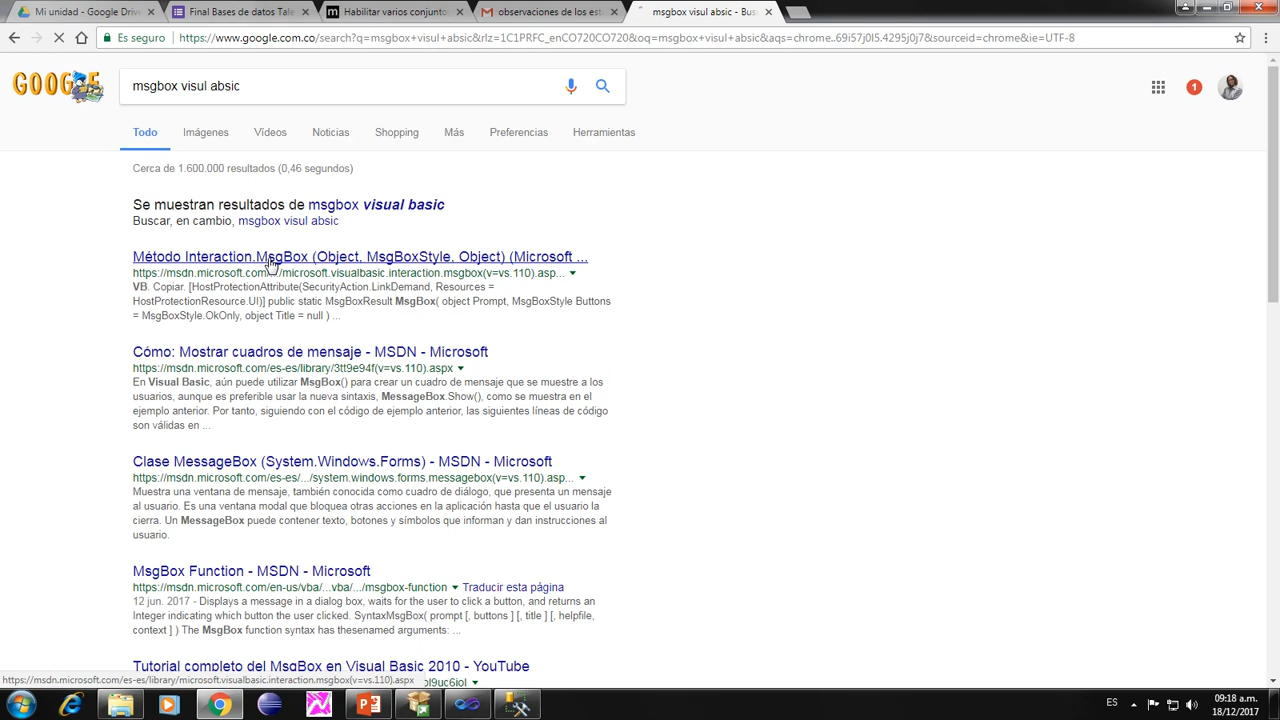 Mi unidad - Google Drive
Final Bases de datos Tale
Habilitar varios conjunto
observaciones de los est
msgbox visul absic - Bus
Es seguro
https://www.google.com.co/search?q=msgbox+visul+absic&rlz=1C1PRFC_enCO720CO720&oq=msgbox+visul+absic&aqs=chrome..69i57j0l5.4295j0j7&sourceid=chrome&ie=UTF-8
GOOGLE
msgbox visul absic
1
Todo
Imágenes
Vídeos
Noticias
Shopping
Más
Preferencias
Herramientas
Cerca de 1.600.000 resultados (0,46 segundos)
Se muestran resultados de msgbox visual basic
Buscar, en cambio, msgbox visul absic
Método Interaction.MsgBox (Object, MsgBoxStyle, Object) (Microsoft ...
https://msdn.microsoft.com/.../microsoft.visualbasic.interaction.msgbox(v=vs.110).asp...
VB. Copiar. [HostProtectionAttribute(SecurityAction.LinkDemand, Resources =
HostProtectionResource.UI)] public static MsgBoxResult MsgBox( object Prompt, MsgBoxStyle Buttons
= MsgBoxStyle.OkOnly, object Title = null ) ...
Cómo: Mostrar cuadros de mensaje - MSDN - Microsoft
https://msdn.microsoft.com/es-es/library/3tt9e94f(v=vs.110).aspx
En Visual Basic, aún puede utilizar MsgBox() para crear un cuadro de mensaje que se muestre a los
usuarios, aunque es preferible usar la nueva sintaxis, MessageBox.Show(), como se muestra en el
ejemplo anterior. Por tanto, siguiendo con el código de ejemplo anterior, las siguientes líneas de código
son válidas en ...
Clase MessageBox (System.Windows.Forms) - MSDN - Microsoft
https://msdn.microsoft.com/es-es/.../system.windows.forms.messagebox(v=vs.110).asp...
Muestra una ventana de mensaje, también conocida como cuadro de diálogo, que presenta un mensaje
al usuario. Es una ventana modal que bloquea otras acciones en la aplicación hasta que el usuario la
cierra. Un MessageBox puede contener texto, botones y símbolos que informan y dan instrucciones al
usuario.
MsgBox Function - MSDN - Microsoft
https://msdn.microsoft.com/en-us/vba/...vba/.../msgbox-function Traducir esta página
12 jun. 2017 - Displays a message in a dialog box, waits for the user to click a button, and returns an
Integer indicating which button the user clicked. SyntaxMsgBox( prompt [, buttons ] [, title ] [, helpfile,
context ] ) The MsgBox function syntax has thesenamed arguments: ...
Tutorial completo del MsgBox en Visual Basic 2010 - YouTube
https://msdn.microsoft.com/es-es/library/microsoft.visualbasic.interaction.msgbox(v=vs.110).aspx
ES
09:18 a.m.
18/12/2017